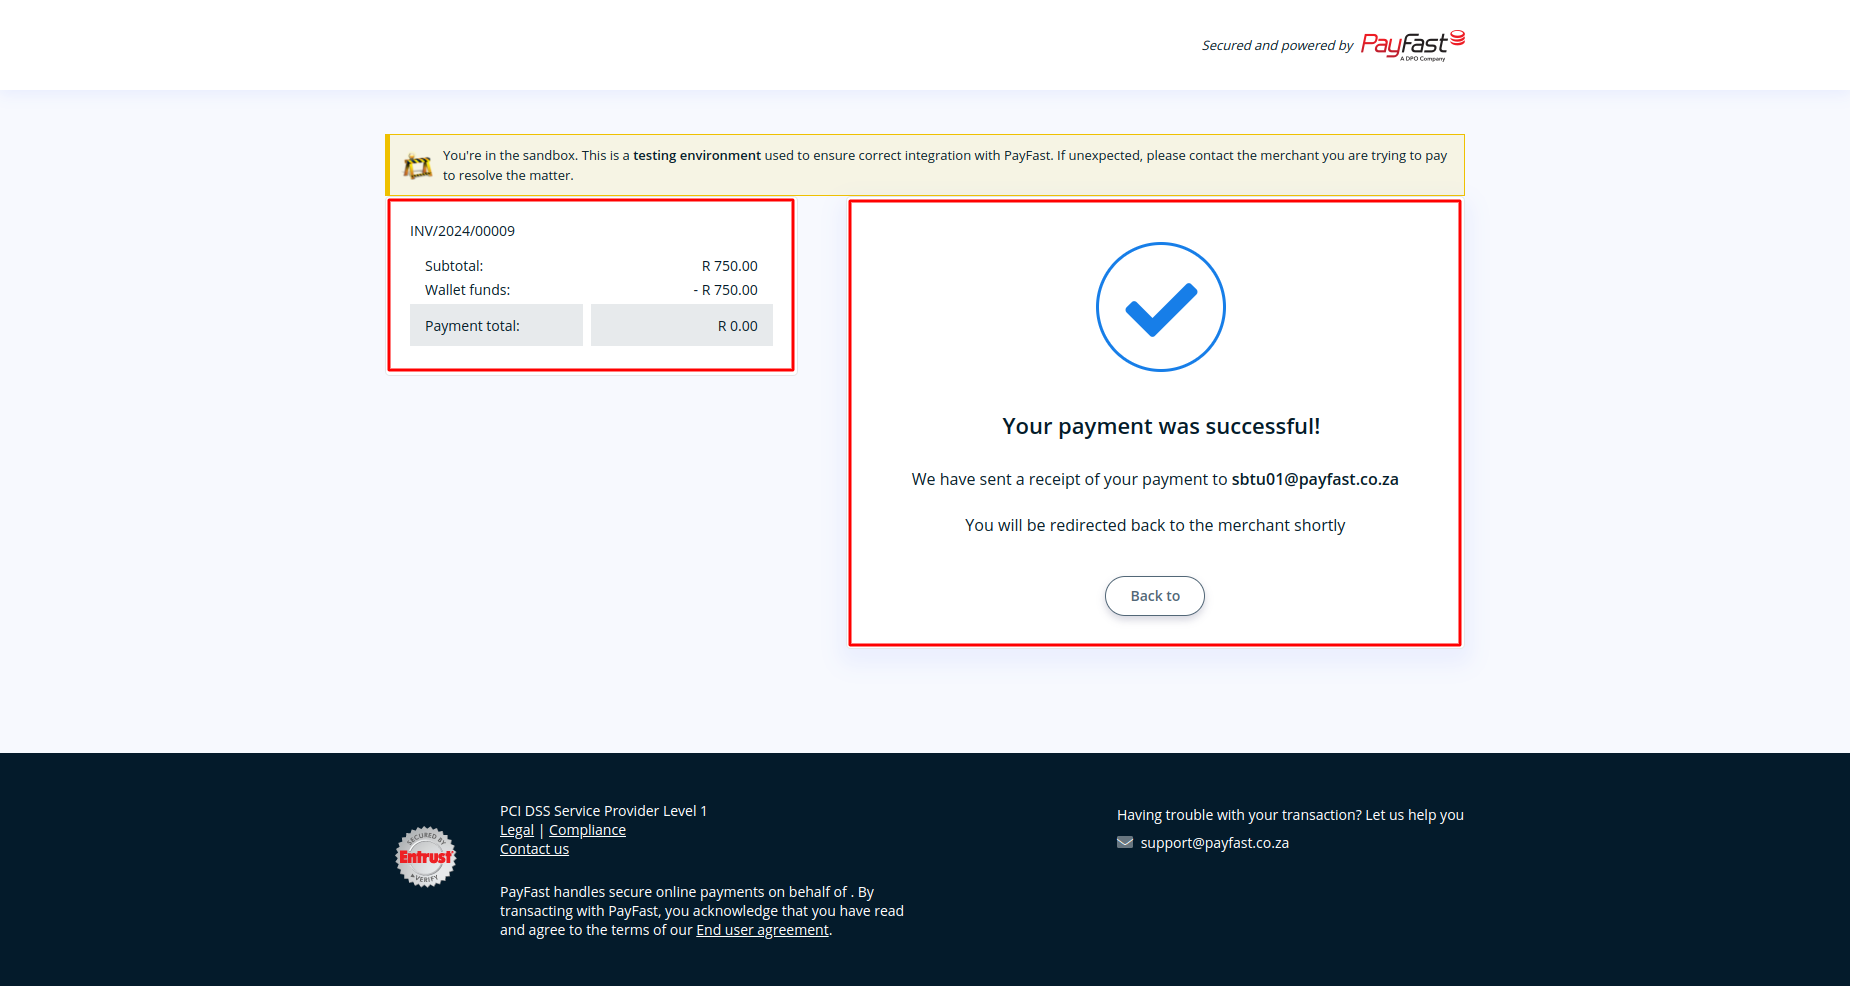 Secured and powered by PayFast
A DPO Company
You're in the sandbox. This is a testing environment used to ensure correct integration with PayFast. If unexpected, please contact the merchant you are trying to pay
to resolve the matter.
INV/2024/00009
Subtotal: R 750.00
Wallet funds: - R 750.00
Payment total: R 0.00
Your payment was successful!
We have sent a receipt of your payment to sbtu01@payfast.co.za
You will be redirected back to the merchant shortly
Back to
SECURED BY
Entrust
VERIFY
PCI DSS Service Provider Level 1
Legal | Compliance
Contact us
PayFast handles secure online payments on behalf of . By
transacting with PayFast, you acknowledge that you have read
and agree to the terms of our End user agreement.
Having trouble with your transaction? Let us help you
support@payfast.co.za